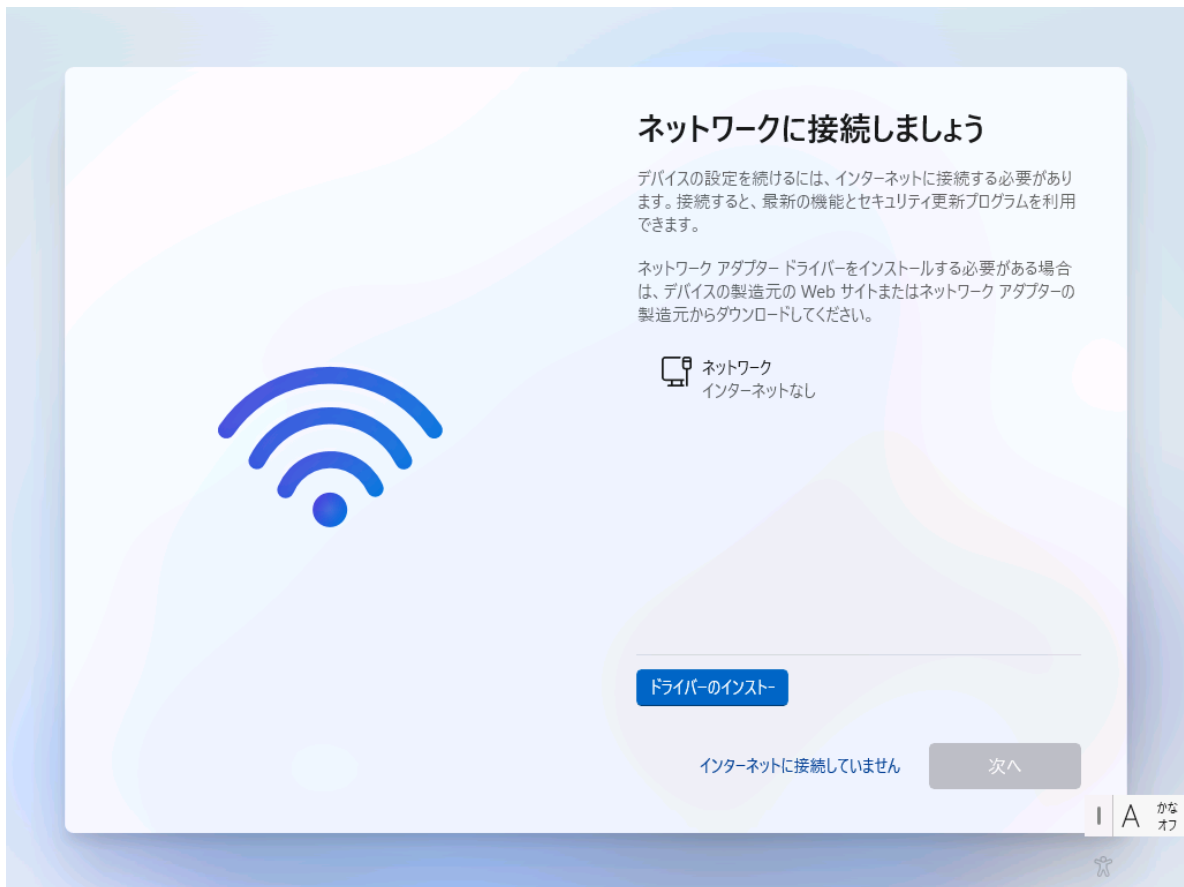 ネットワークに接続しましょう
デバイスの設定を続けるには、インターネットに接続する必要があり
ます。接続すると、最新の機能とセキュリティ更新プログラムを利用
できます。
ネットワーク アダプター ドライバーをインストールする必要がある場合
は、デバイスの製造元の Web サイトまたはネットワーク アダプターの
製造元からダウンロードしてください。
ネットワーク
インターネットなし
ドライバーのインストー
インターネットに接続していません
次へ
A
かな
オフ